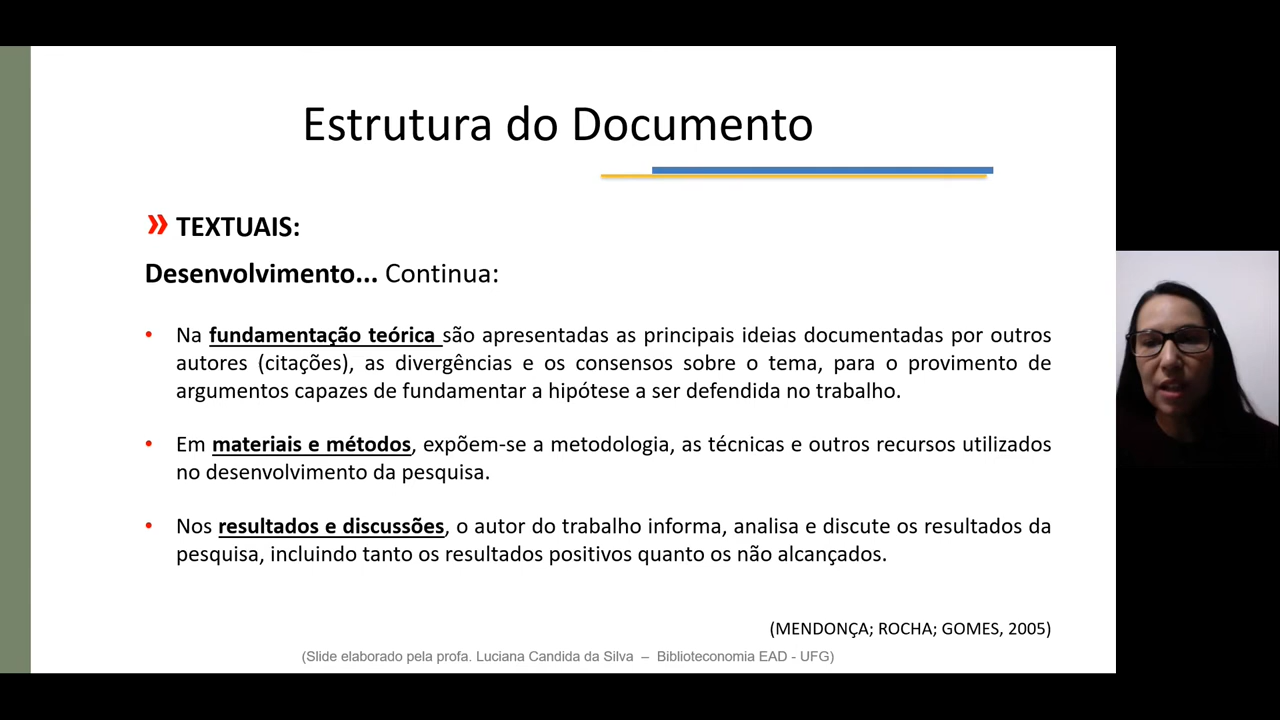 Estrutura do Documento
» TEXTUAIS:
Desenvolvimento... Continua:
• Na fundamentação teórica são apresentadas as principais ideias documentadas por outros
autores (citações), as divergências e os consensos sobre o tema, para o provimento de
argumentos capazes de fundamentar a hipótese a ser defendida no trabalho.
• Em materiais e métodos, expõem-se a metodologia, as técnicas e outros recursos utilizados
no desenvolvimento da pesquisa.
• Nos resultados e discussões, o autor do trabalho informa, analisa e discute os resultados da
pesquisa, incluindo tanto os resultados positivos quanto os não alcançados.
(MENDONÇA; ROCHA; GOMES, 2005)
(Slide elaborado pela profa. Luciana Candida da Silva – Biblioteconomia EAD - UFG)